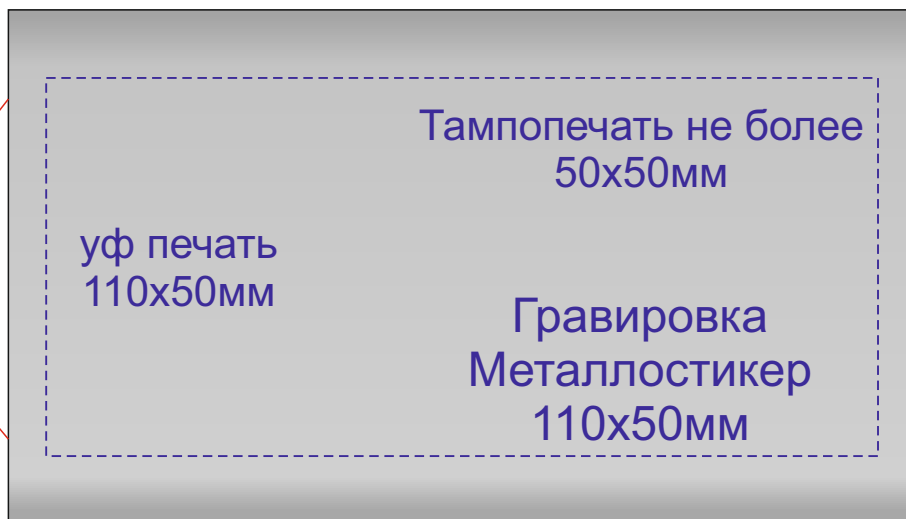 Тампопечать не более
50х50мм
уф печать
110х50мм
Гравировка
Металлостикер
110х50мм